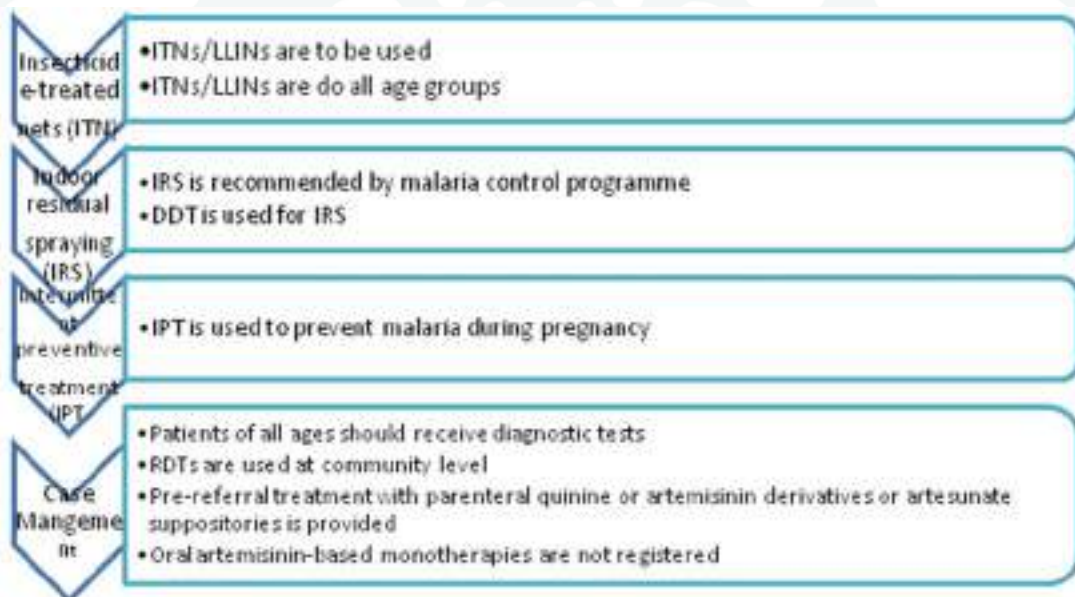 Insecticid
e-treated
nets (ITN)
•ITNs/LLINs are to be used
•ITNs/LLINs are do all age groups
Indoor
residual
spraying
(IRS)
•IRS is recommended by malaria control programme
•DDT is used for IRS
Intermitte
nt
preventive
treatment
(IPT
•IPT is used to prevent malaria during pregnancy
Case
Mangeme
nt
•Patients of all ages should receive diagnostic tests
•RDTs are used at community level
•Pre-referral treatment with parenteral quinine or artemisinin derivatives or artesunate
suppositories is provided
•Oral artemisinin-based monotherapies are not registered